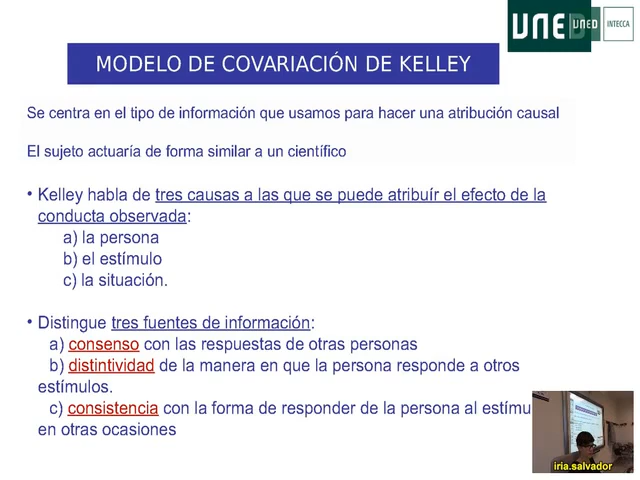 UNED
UNED
INTECCA
MODELO DE COVARIACIÓN DE KELLEY
Se centra en el tipo de información que usamos para hacer una atribución causal
El sujeto actuaría de forma similar a un científico
• Kelley habla de tres causas a las que se puede atribuír el efecto de la
conducta observada:
a) la persona
b) el estímulo
c) la situación.
• Distingue tres fuentes de información:
a) consenso con las respuestas de otras personas
b) distintividad de la manera en que la persona responde a otros
estímulos.
c) consistencia con la forma de responder de la persona al estímu
en otras ocasiones
iria.salvador